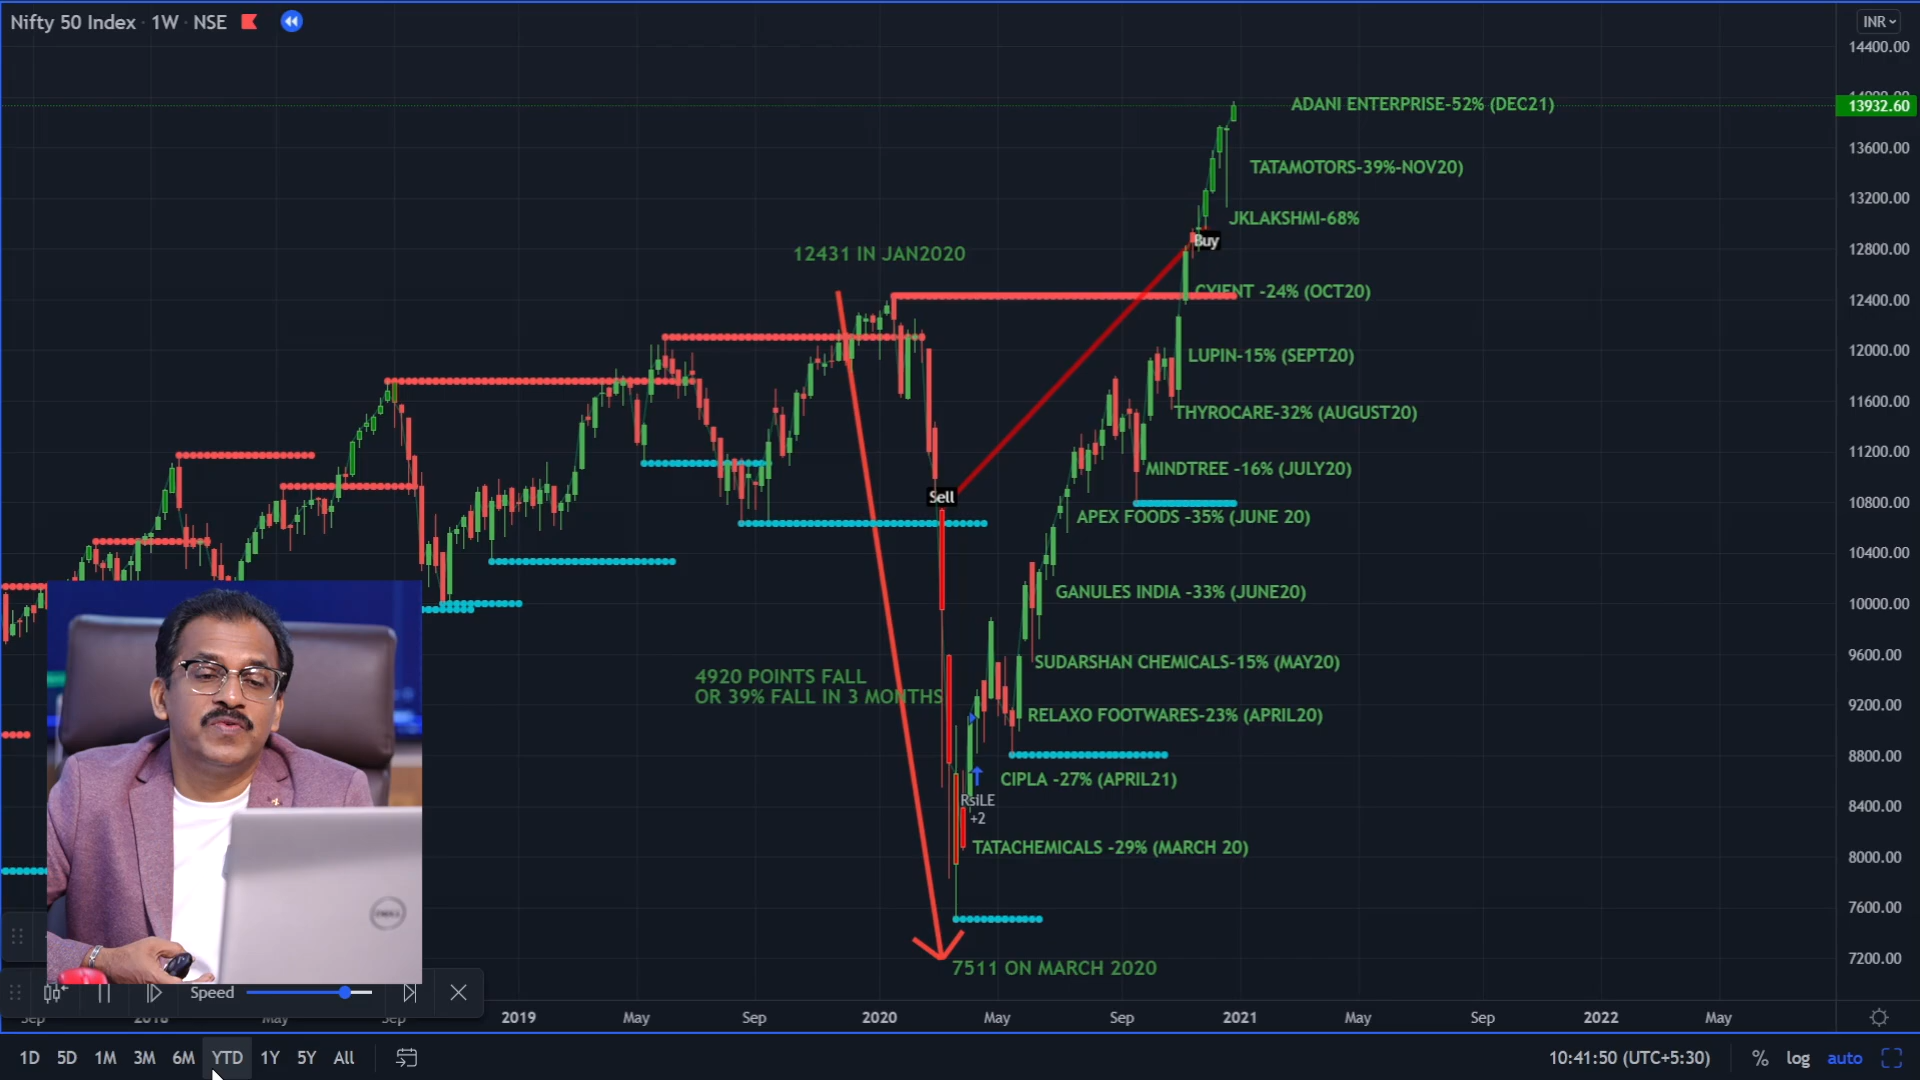 Nifty 50 Index · 1W · NSE
INR
14400.00
13932.60
13600.00
13200.00
12800.00
12400.00
12000.00
11600.00
11200.00
10800.00
10400.00
10000.00
9600.00
9200.00
8800.00
8400.00
8000.00
7600.00
7200.00
ADANI ENTERPRISE-52% (DEC21)
TATAMOTORS-39%-NOV20)
JKLAKSHMI-68%
Buy
12431 IN JAN2020
CYIENT -24% (OCT20)
LUPIN-15% (SEPT20)
THYROCARE-32% (AUGUST20)
MINDTREE -16% (JULY20)
Sell
APEX FOODS -35% (JUNE 20)
GANULES INDIA -33% (JUNE20)
SUDARSHAN CHEMICALS-15% (MAY20)
4920 POINTS FALL
OR 39% FALL IN 3 MONTHS
RELAXO FOOTWARES-23% (APRIL20)
CIPLA -27% (APRIL21)
RsiLE
+2
TATACHEMICALS -29% (MARCH 20)
7511 ON MARCH 2020
DELL
Speed
Sep 2018 May Sep 2019 May Sep 2020 May Sep 2021 May Sep 2022 May
1D 5D 1M 3M 6M YTD 1Y 5Y All
10:41:50 (UTC+5:30) % log auto